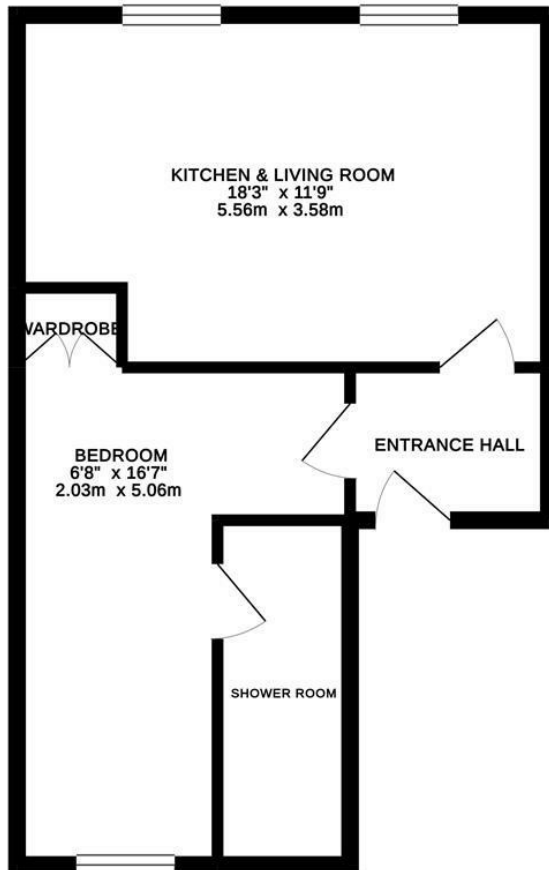 KITCHEN & LIVING ROOM
18'3" x 11'9"
5.56m x 3.58m
WARDROBE
BEDROOM
6'8" x 16'7"
2.03m x 5.06m
ENTRANCE HALL
SHOWER ROOM